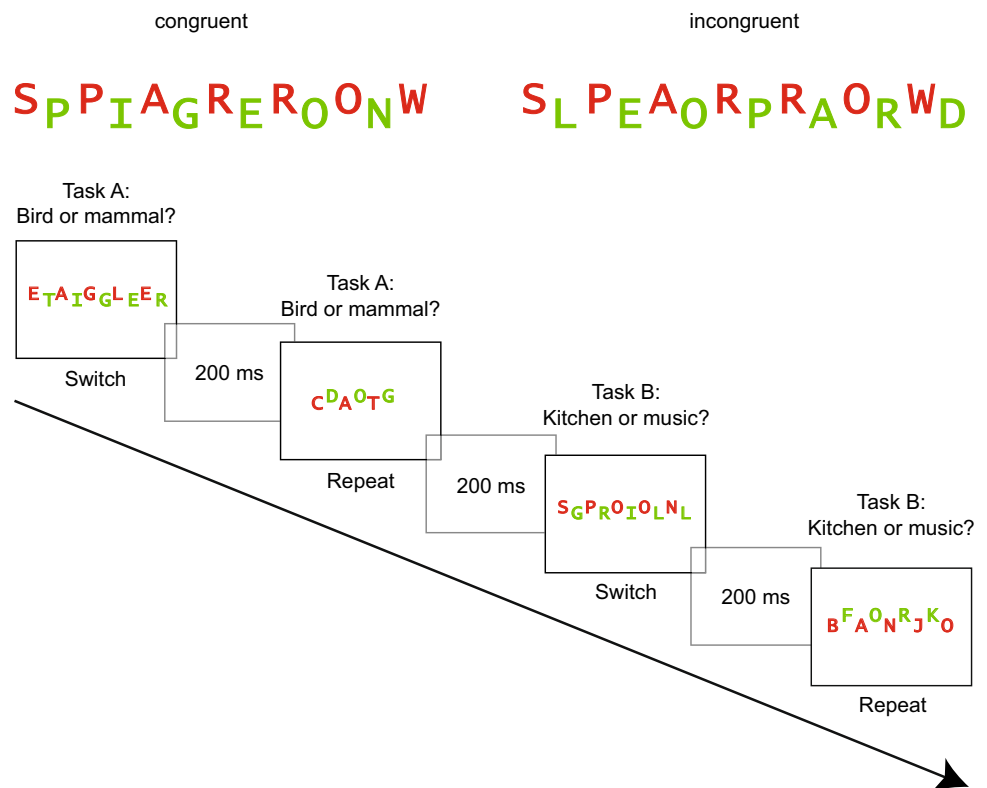 congruent
incongruent
SPPIAGREROONW
SLPEAORPRAORWD
Task A:
Bird or mammal?
ETAIGGLEER
Switch
200 ms
Task A:
Bird or mammal?
CDAOTG
Repeat
200 ms
Task B:
Kitchen or music?
SGPROIOLNL
Switch
200 ms
Task B:
Kitchen or music?
BFAONRJKO
Repeat